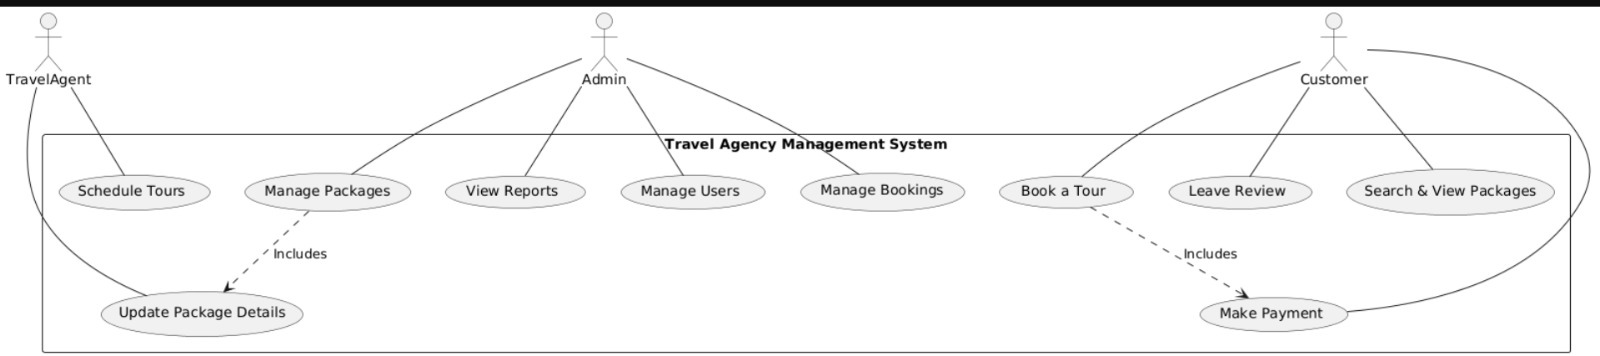 TravelAgent
Admin
Customer
Travel Agency Management System
Schedule Tours
Manage Packages
View Reports
Manage Users
Manage Bookings
Book a Tour
Leave Review
Search & View Packages
Includes
Includes
Update Package Details
Make Payment